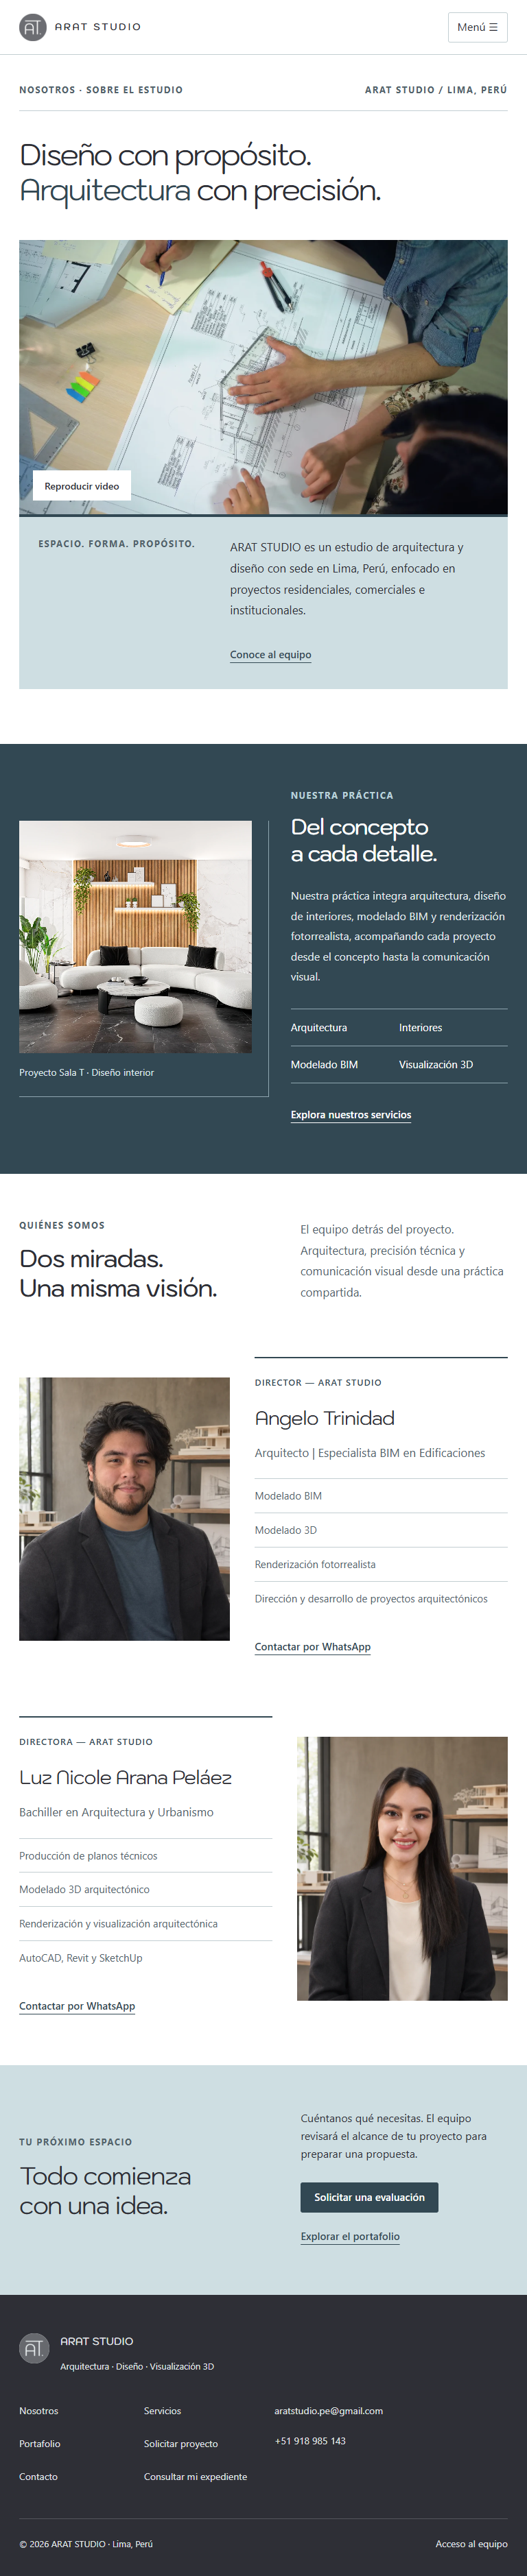 AT.
ARAT STUDIO
Menú ☰
NOSOTROS · SOBRE EL ESTUDIO
ARAT STUDIO / LIMA, PERÚ
Diseño con propósito.
Arquitectura con precisión.
Reproducir video
ESPACIO. FORMA. PROPÓSITO.
ARAT STUDIO es un estudio de arquitectura y
diseño con sede en Lima, Perú, enfocado en
proyectos residenciales, comerciales e
institucionales.
Conoce al equipo
NUESTRA PRÁCTICA
Del concepto
a cada detalle.
Nuestra práctica integra arquitectura, diseño
de interiores, modelado BIM y renderización
fotorrealista, acompañando cada proyecto
desde el concepto hasta la comunicación
visual.
Arquitectura
Interiores
Modelado BIM
Visualización 3D
Explora nuestros servicios
Proyecto Sala T · Diseño interior
QUIÉNES SOMOS
Dos miradas.
Una misma visión.
El equipo detrás del proyecto.
Arquitectura, precisión técnica y
comunicación visual desde una práctica
compartida.
DIRECTOR — ARAT STUDIO
Angelo Trinidad
Arquitecto | Especialista BIM en Edificaciones
Modelado BIM
Modelado 3D
Renderización fotorrealista
Dirección y desarrollo de proyectos arquitectónicos
Contactar por WhatsApp
DIRECTORA — ARAT STUDIO
Luz Nicole Arana Peláez
Bachiller en Arquitectura y Urbanismo
Producción de planos técnicos
Modelado 3D arquitectónico
Renderización y visualización arquitectónica
AutoCAD, Revit y SketchUp
Contactar por WhatsApp
TU PRÓXIMO ESPACIO
Todo comienza
con una idea.
Cuéntanos qué necesitas. El equipo
revisará el alcance de tu proyecto para
preparar una propuesta.
Solicitar una evaluación
Explorar el portafolio
AT.
ARAT STUDIO
Arquitectura · Diseño · Visualización 3D
Nosotros
Servicios
aratstudio.pe@gmail.com
Portafolio
Solicitar proyecto
+51 918 985 143
Contacto
Consultar mi expediente
© 2026 ARAT STUDIO · Lima, Perú
Acceso al equipo